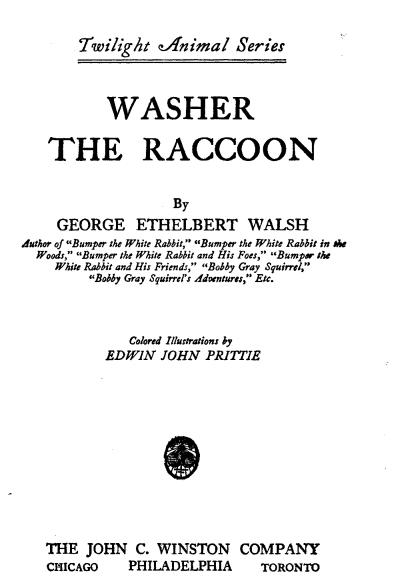 Twilight Animal Series
WASHER
THE RACCOON
By
GEORGE ETHELBERT WALSH
Author of "Bumper the White Rabbit," "Bumper the White Rabbit in the
Woods," "Bumper the White Rabbit and His Foes," "Bumper the
White Rabbit and His Friends," "Bobby Gray Squirrel,"
"Bobby Gray Squirrel's Adventures," Etc.
Colored Illustrations by
EDWIN JOHN PRITTIE
THE JOHN C. WINSTON COMPANY
CHICAGO PHILADELPHIA TORONTO